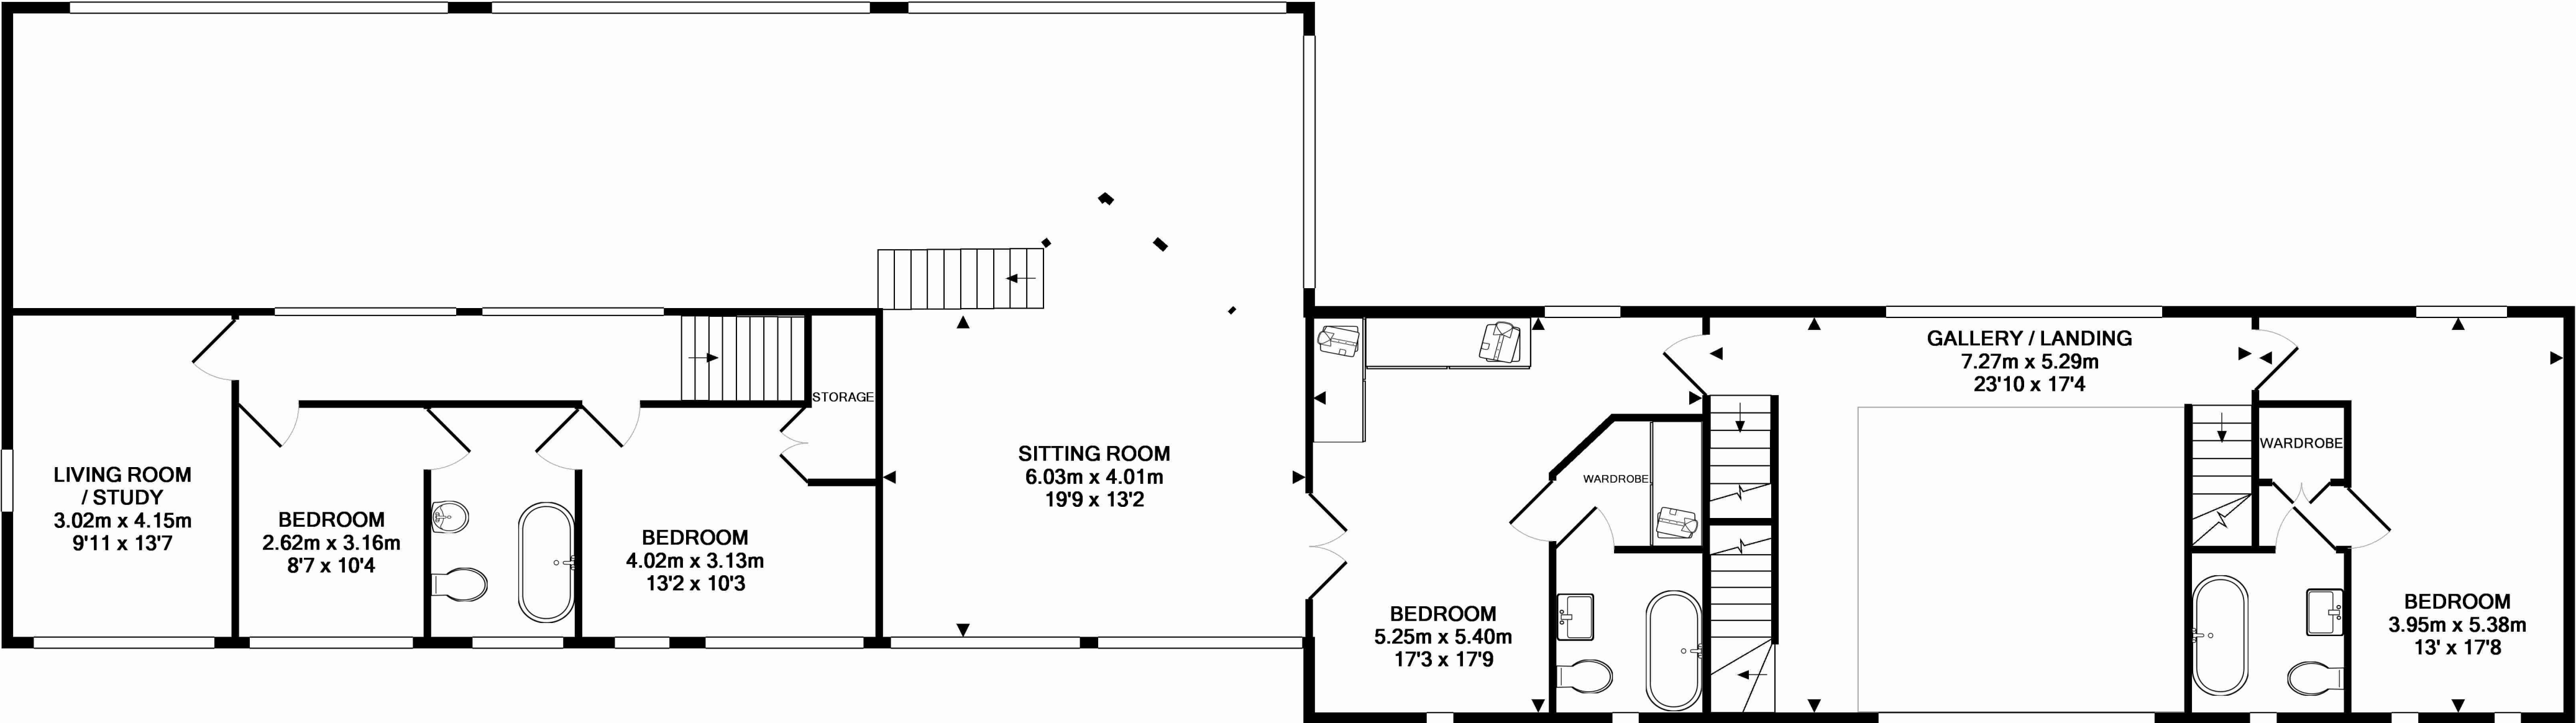 LIVING ROOM
/ STUDY
3.02m x 4.15m
9'11 x 13'7
BEDROOM
2.62m x 3.16m
8'7 x 10'4
BEDROOM
4.02m x 3.13m
13'2 x 10'3
STORAGE
SITTING ROOM
6.03m x 4.01m
19'9 x 13'2
BEDROOM
5.25m x 5.40m
17'3 x 17'9
WARDROBE
GALLERY / LANDING
7.27m x 5.29m
23'10 x 17'4
WARDROBE
BEDROOM
3.95m x 5.38m
13' x 17'8